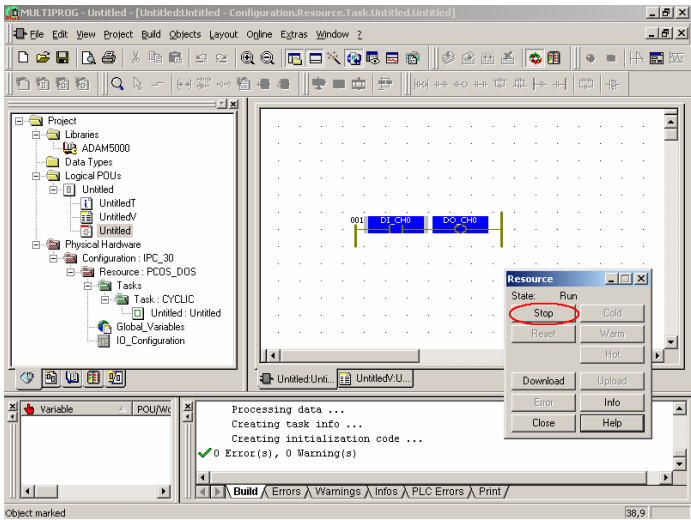 MULTIPROG - Untitled - [Untitled:Untitled - Configuration.Resource.Task.Untitled.Untitled]
File Edit View Project Build Objects Layout Online Extras Window ?
Project
Libraries
ADAM5000
Data Types
Logical POUs
Untitled
UntitledT
UntitledV
Untitled
Physical Hardware
Configuration : IPC_30
Resource : PCOS_DOS
Tasks
Task : CYCLIC
Untitled : Untitled
Global_Variables
IO_Configuration
001 DI_CH0 DO_CH0
Resource
State: Run
Stop Cold
Reset Warm
Hot
Download Upload
Error Info
Close Help
Untitled:Unti... UntitledV:U...
Variable POU/Wo
Processing data ...
Creating task info ...
Creating initialization code ...
0 Error(s), 0 Warning(s)
Build Errors Warnings Infos PLC Errors Print
Object marked 38,9